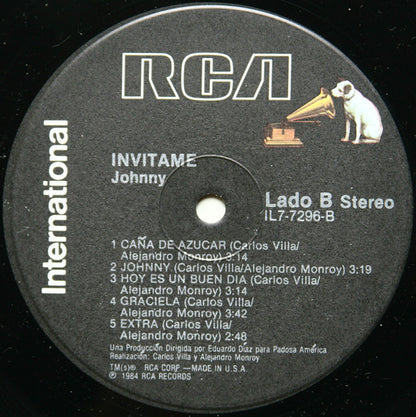 RCA
International
INVITAME
Johnny
Lado B Stereo
IL7-7296-B
1 CAÑA DE AZUCAR (Carlos Villa/
Alejandro Monroy) 3:14
2 JOHNNY (Carlos Villa/Alejandro Monroy) 3:19
3 HOY ES UN BUEN DIA (Carlos Villa/
Alejandro Monroy) 3:14
4 GRACIELA (Carlos Villa/
Alejandro Monroy) 3:42
5 EXTRA (Carlos Villa/
Alejandro Monroy) 2:48
Una Producción Dirigida por Eduardo Díaz para Padosa América
Realización: Carlos Villa y Alejandro Monroy
TM(s)® RCA CORP—MADE IN U.S.A.
℗ 1984 RCA RECORDS